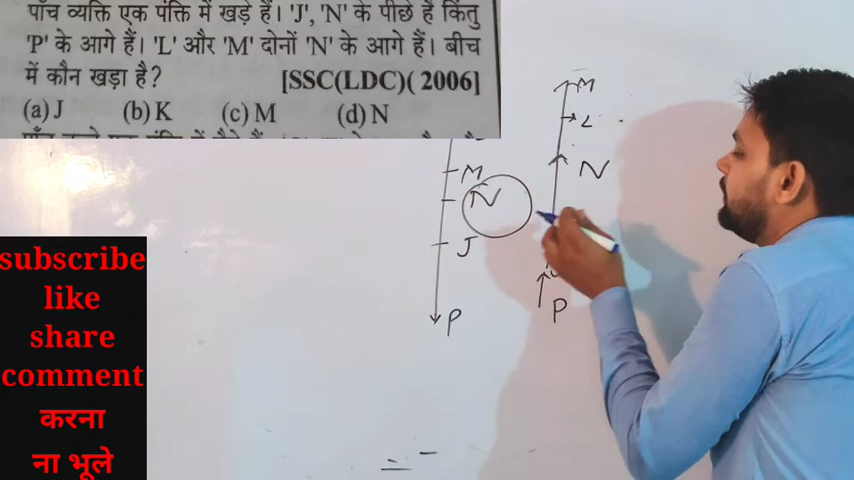 पाँच व्यक्ति एक पंक्ति में खड़े हैं। 'J', 'N' के पीछे है किंतु
'P' के आगे हैं। 'L' और 'M' दोनों 'N' के आगे हैं। बीच
में कौन खड़ा है? [SSC(LDC)( 2006]
(a) J (b) K (c) M (d) N
M
L
M
N
N
J
P
P
subscribe
like
share
comment
करना
ना भूले